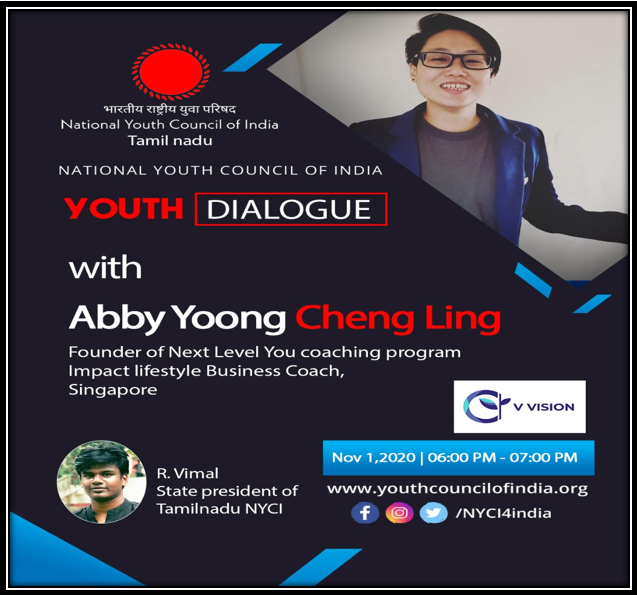 भारतीय राष्ट्रीय युवा परिषद
National Youth Council of India
Tamil nadu
NATIONAL YOUTH COUNCIL OF INDIA
YOUTH DIALOGUE
with
Abby Yoong Cheng Ling
Founder of Next Level You coaching program
Impact lifestyle Business Coach,
Singapore
V VISION
R. Vimal
State president of
Tamilnadu NYCI
Nov 1,2020 | 06:00 PM - 07:00 PM
www.youthcouncilofindia.org
/NYCI4india